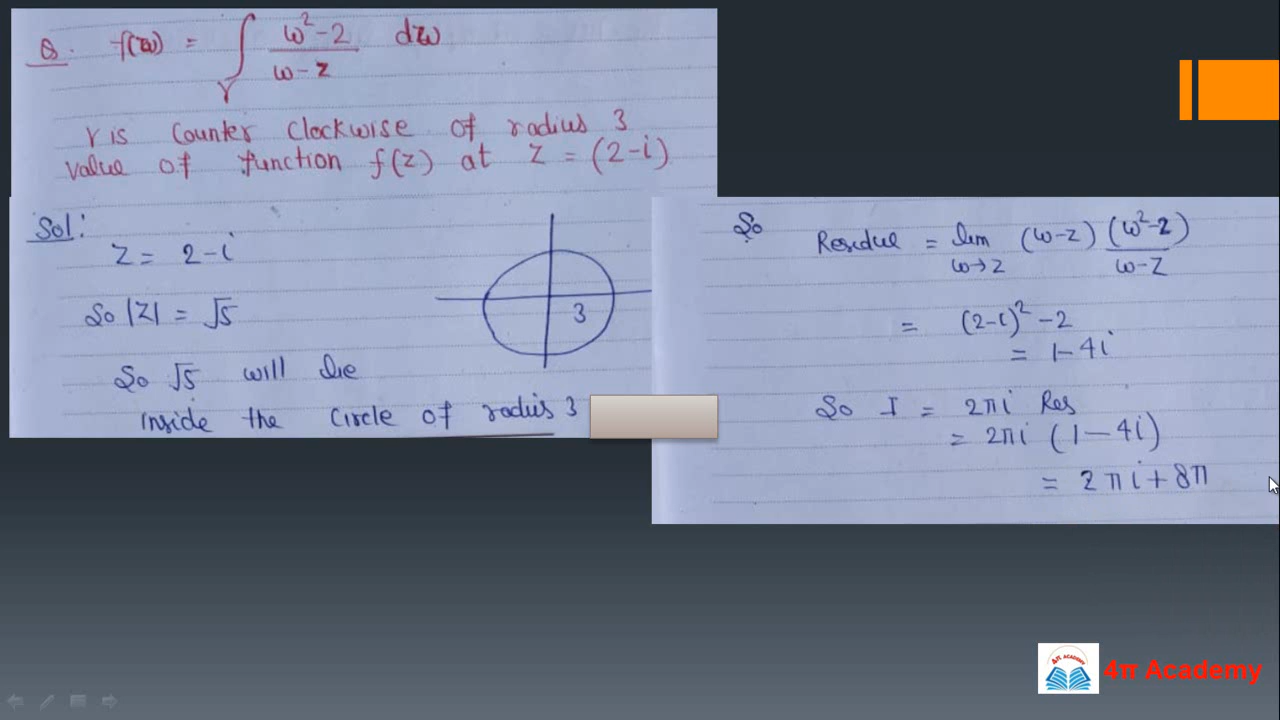 Q. f(w) = ∫γ (ω²-2)/(ω-z) dω
γ is counter clockwise of radius 3
value of function f(z) at z = (2-i)
Sol:
Z = 2-i
So |Z| = √5
So √5 will lie
inside the circle of radius 3
3
So Residue = lim ω→z (ω-z) (ω²-2)/(ω-z)
= (2-i)² -2
= 1-4i
So I = 2πi Res
= 2πi (1-4i)
= 2πi+8π
4π ACADEMY
4π Academy